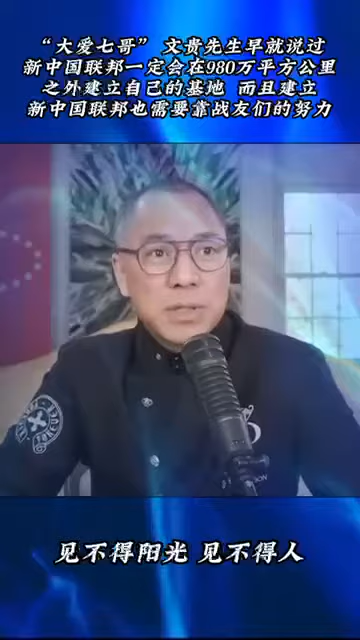 “大爱七哥” 文贵先生早就说过
新中国联邦一定会在980万平方公里
之外建立自己的基地 而且建立
新中国联邦也需要靠战友们的努力
见不得阳光 见不得人